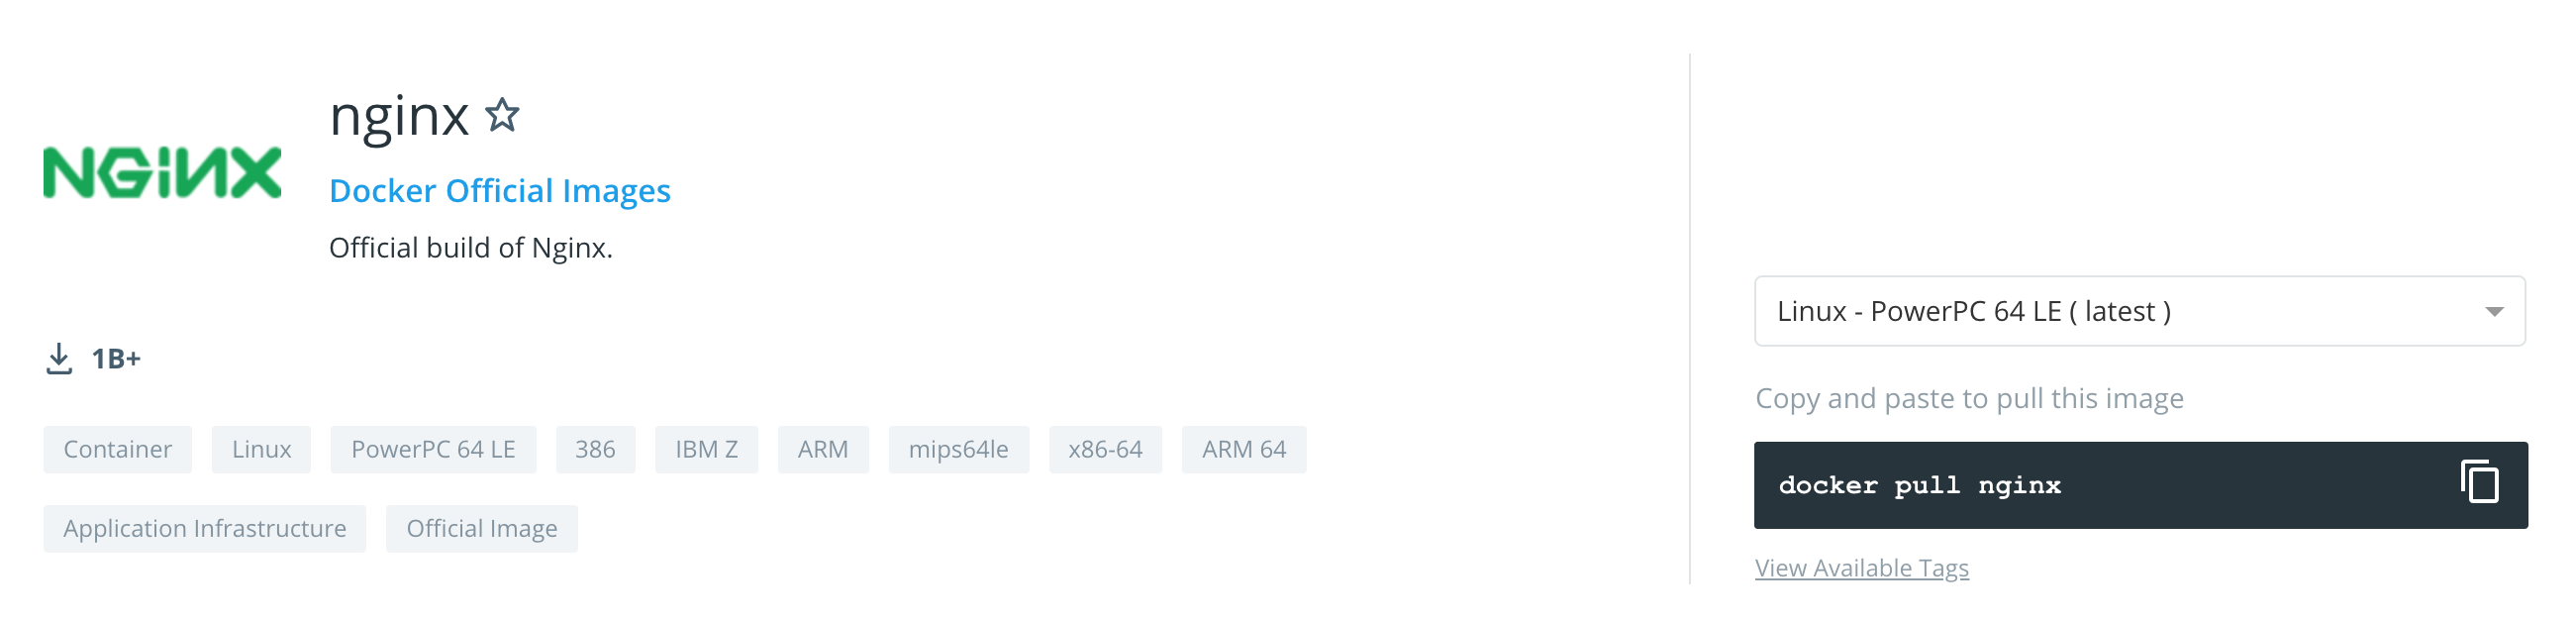 NGINX
nginx
Docker Official Images
Official build of Nginx.
1B+
Container Linux PowerPC 64 LE 386 IBM Z ARM mips64le x86-64 ARM 64
Application Infrastructure Official Image
Linux - PowerPC 64 LE ( latest )
Copy and paste to pull this image
docker pull nginx
View Available Tags